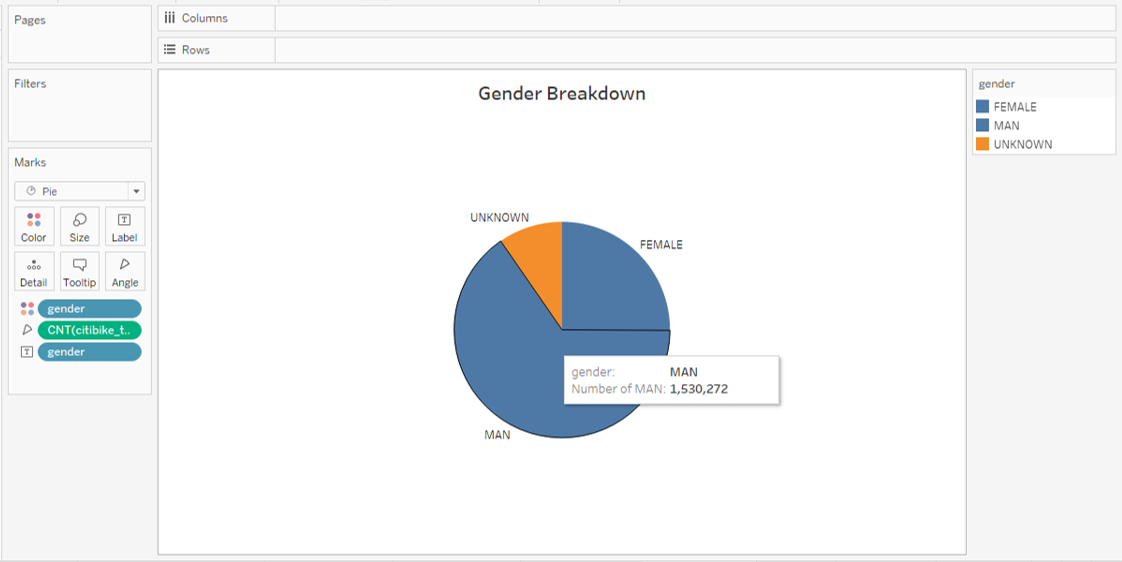 Pages
Columns
Rows
Filters
Marks
Pie
Color
Size
Label
Detail
Tooltip
Angle
gender
CNT(citibike_t..
gender
Gender Breakdown
UNKNOWN
FEMALE
gender: MAN
Number of MAN: 1,530,272
MAN
gender
FEMALE
MAN
UNKNOWN